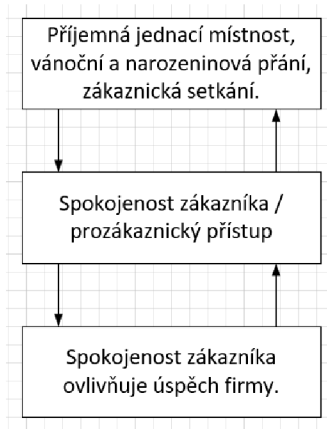 Příjemná jednací místnost,
vánoční a narozeninová přání,
zákaznická setkání.
Spokojenost zákazníka /
prozákaznický přístup
Spokojenost zákazníka
ovlivňuje úspěch firmy.